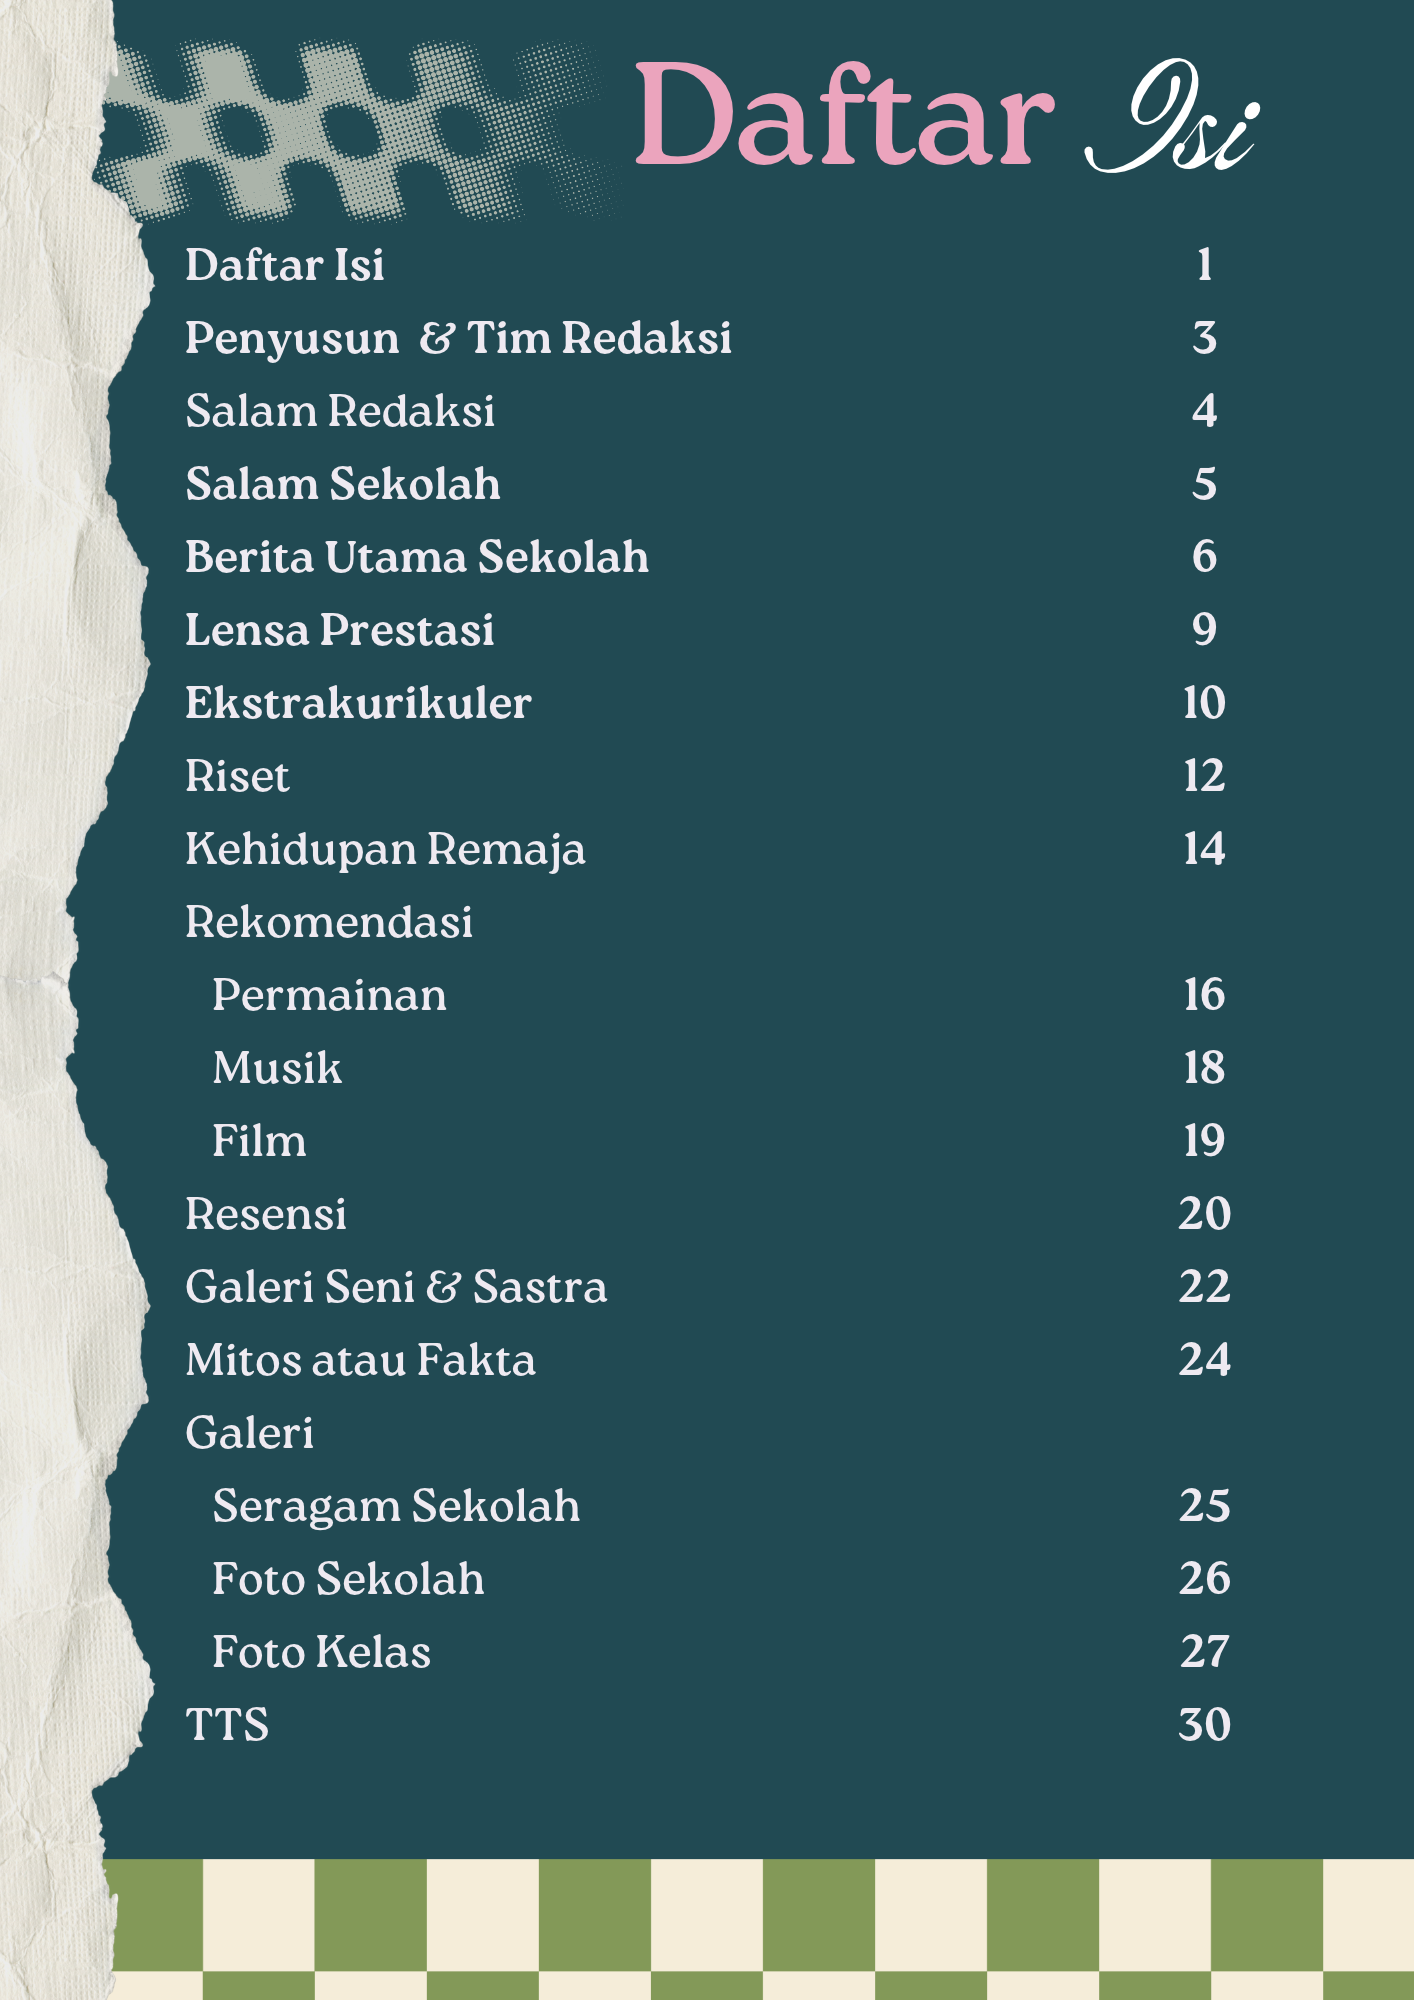 Daftar Isi
Daftar Isi 1
Penyusun & Tim Redaksi 3
Salam Redaksi 4
Salam Sekolah 5
Berita Utama Sekolah 6
Lensa Prestasi 9
Ekstrakurikuler 10
Riset 12
Kehidupan Remaja 14
Rekomendasi
Permainan 16
Musik 18
Film 19
Resensi 20
Galeri Seni & Sastra 22
Mitos atau Fakta 24
Galeri
Seragam Sekolah 25
Foto Sekolah 26
Foto Kelas 27
TTS 30